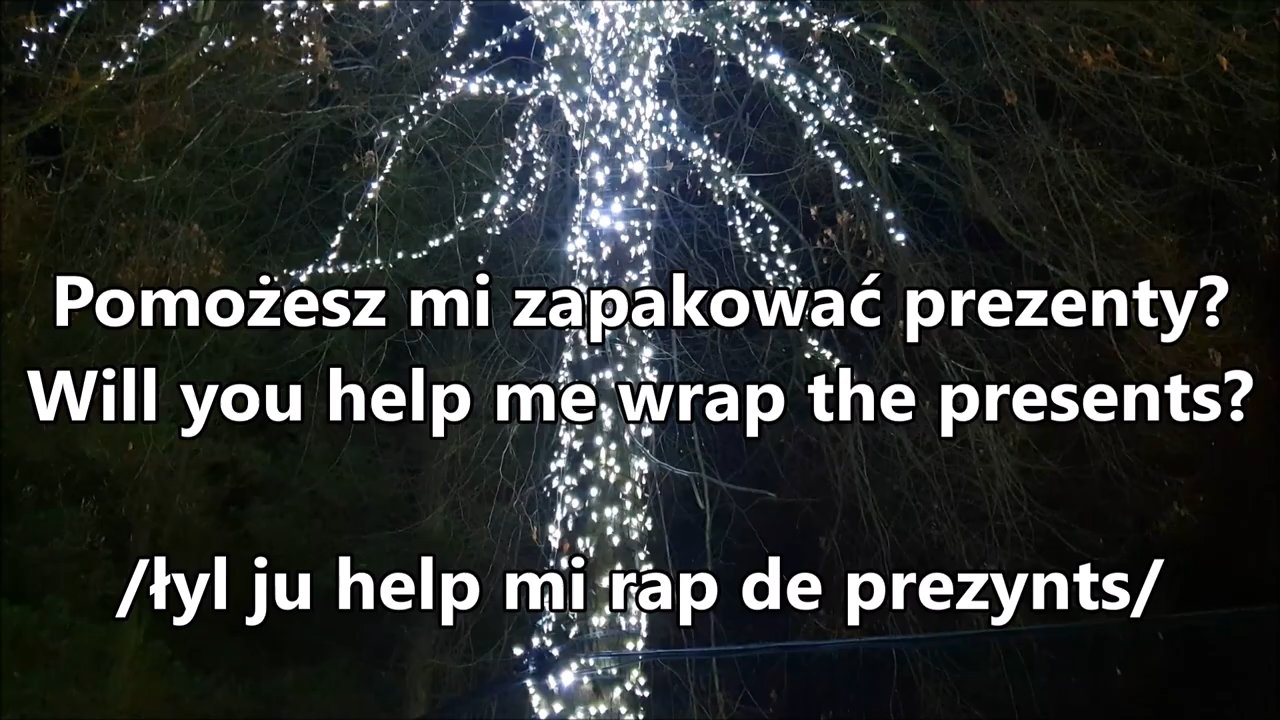 Pomożesz mi zapakować prezenty?
Will you help me wrap the presents?
/łyl ju help mi rap de prezynts/